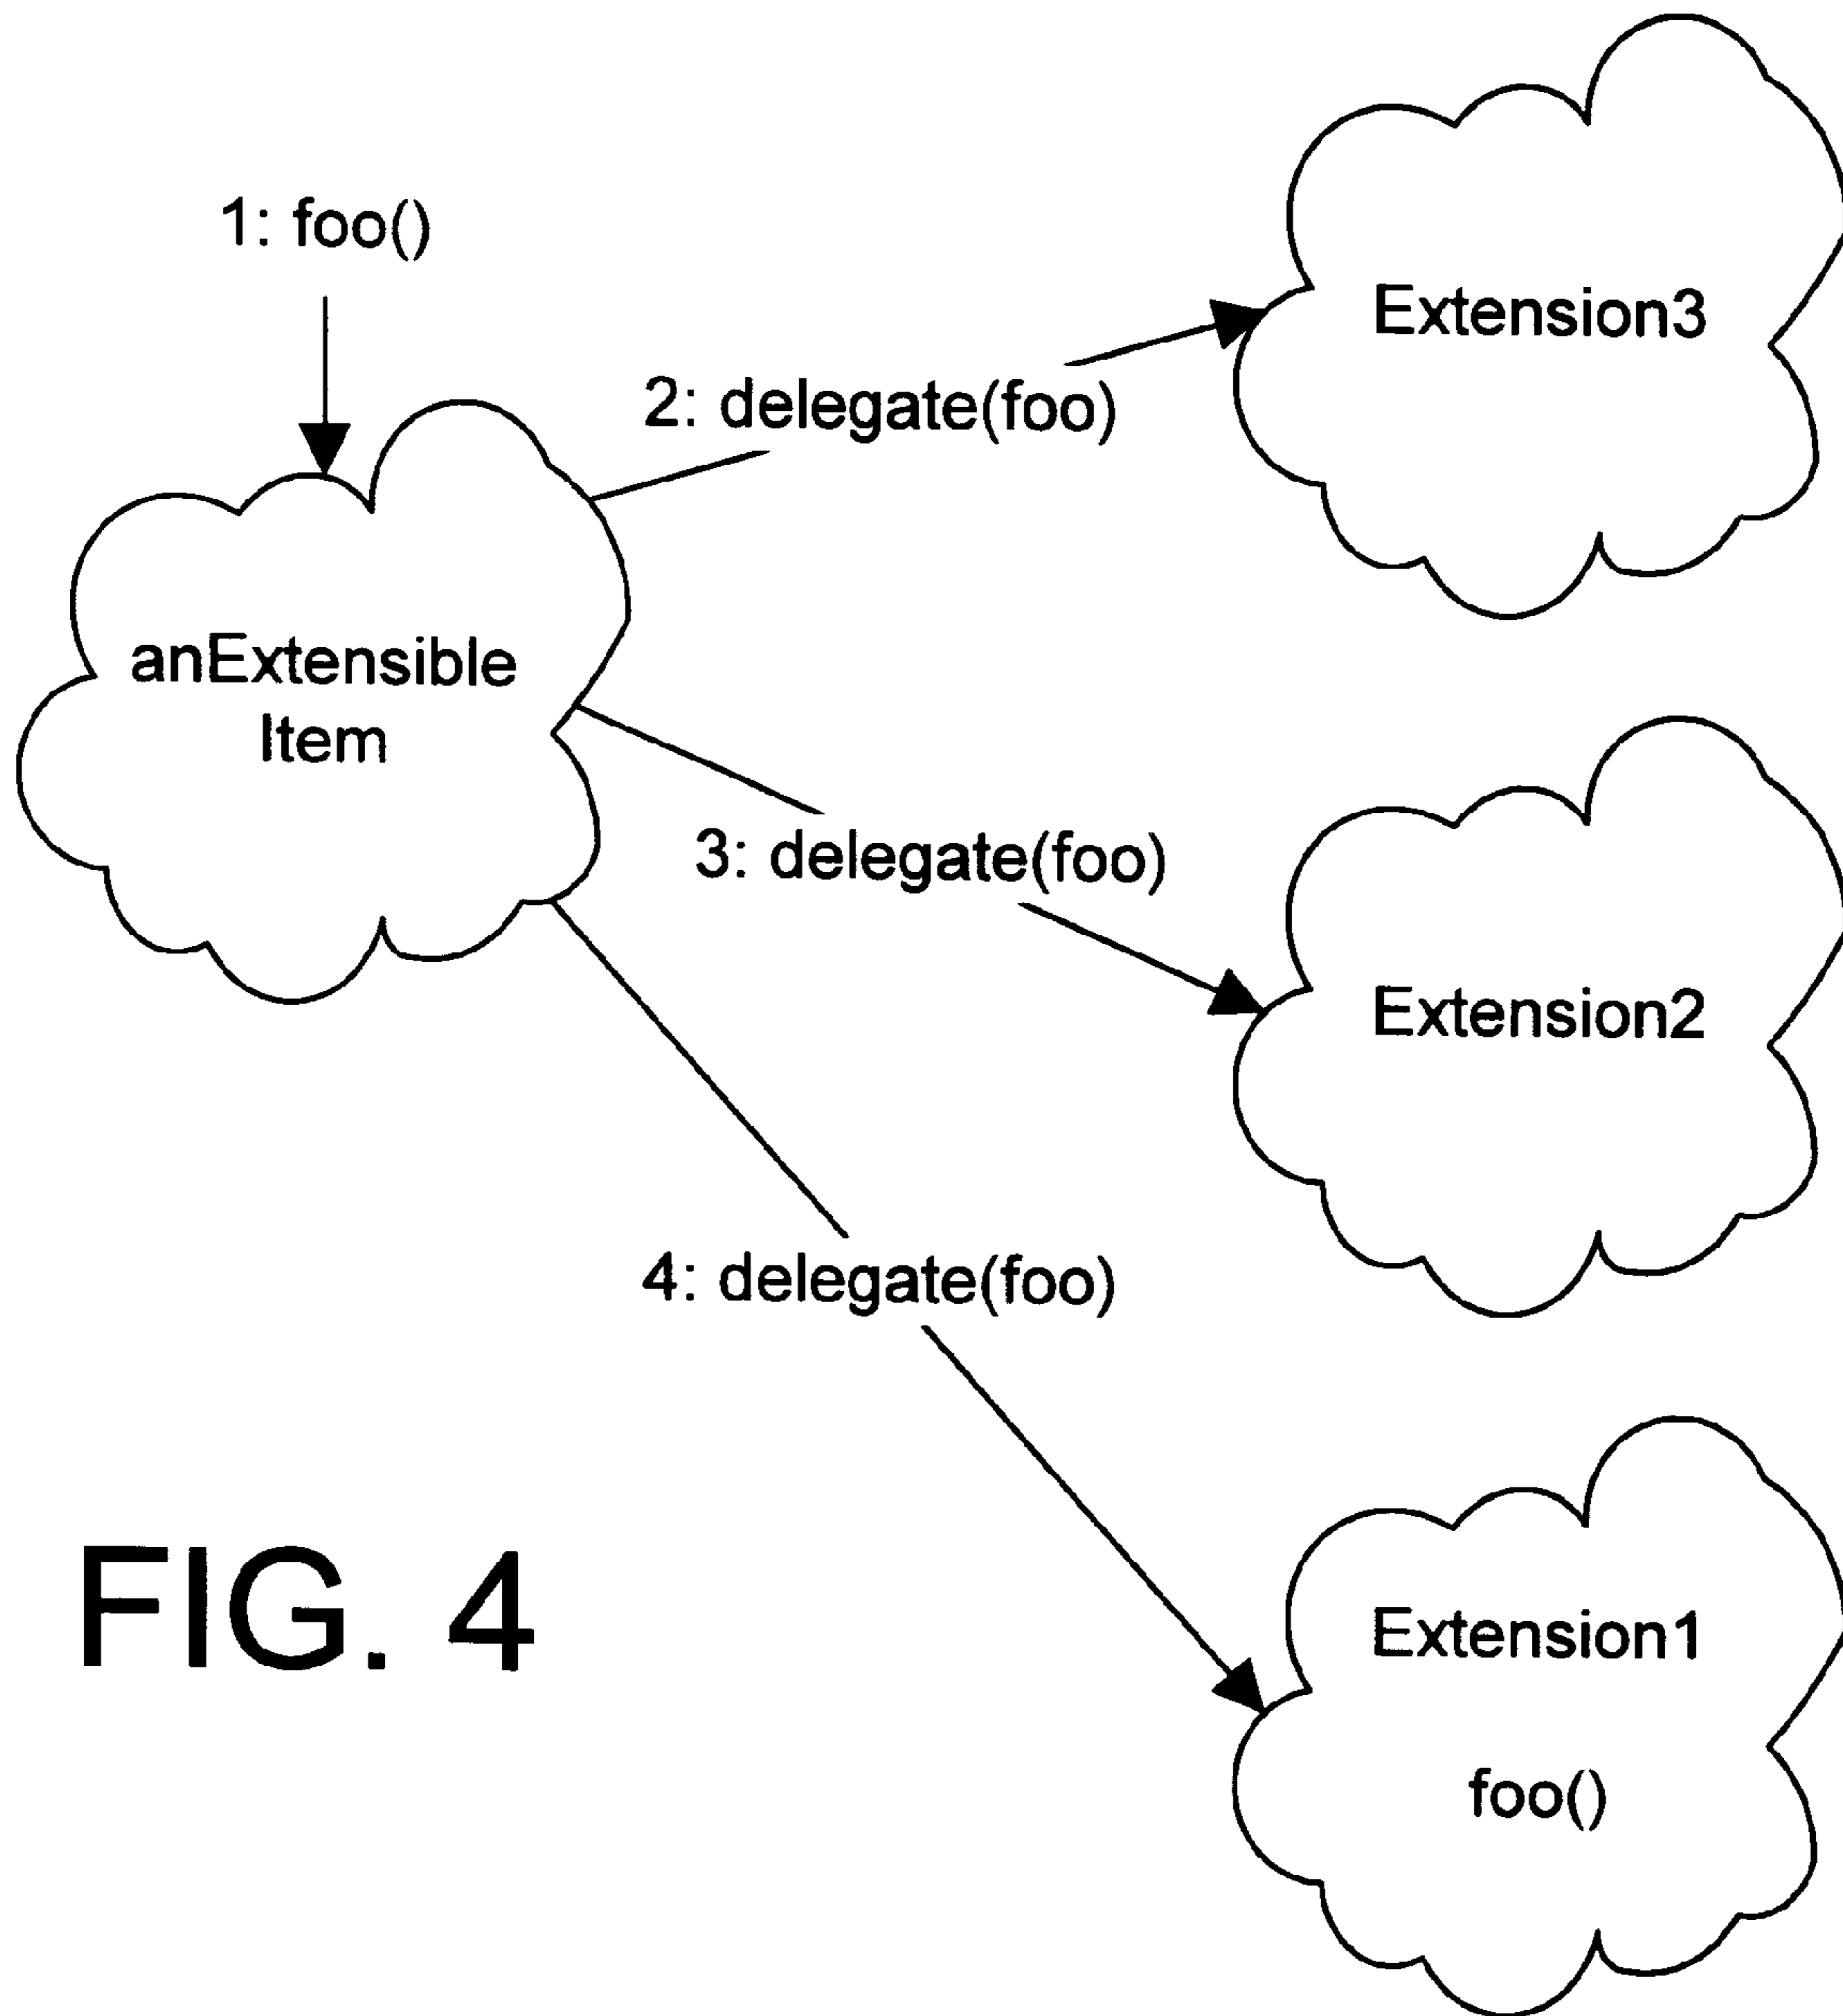 1: foo()
Extension3
2: delegate(foo)
anExtensible
Item
3: delegate(foo)
Extension2
4: delegate(foo)
FIG. 4
Extension1
foo()